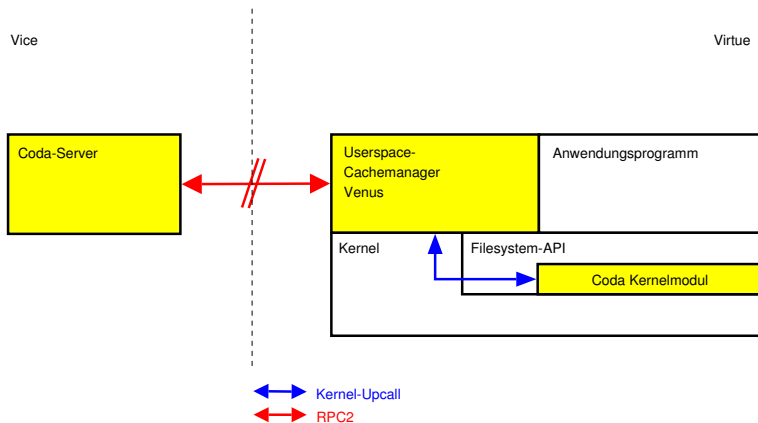 Vice
Virtue
Coda-Server
Userspace-
Cachemanager
Venus
Anwendungsprogramm
Kernel
Filesystem-API
Coda Kernelmodul
Kernel-Upcall
RPC2